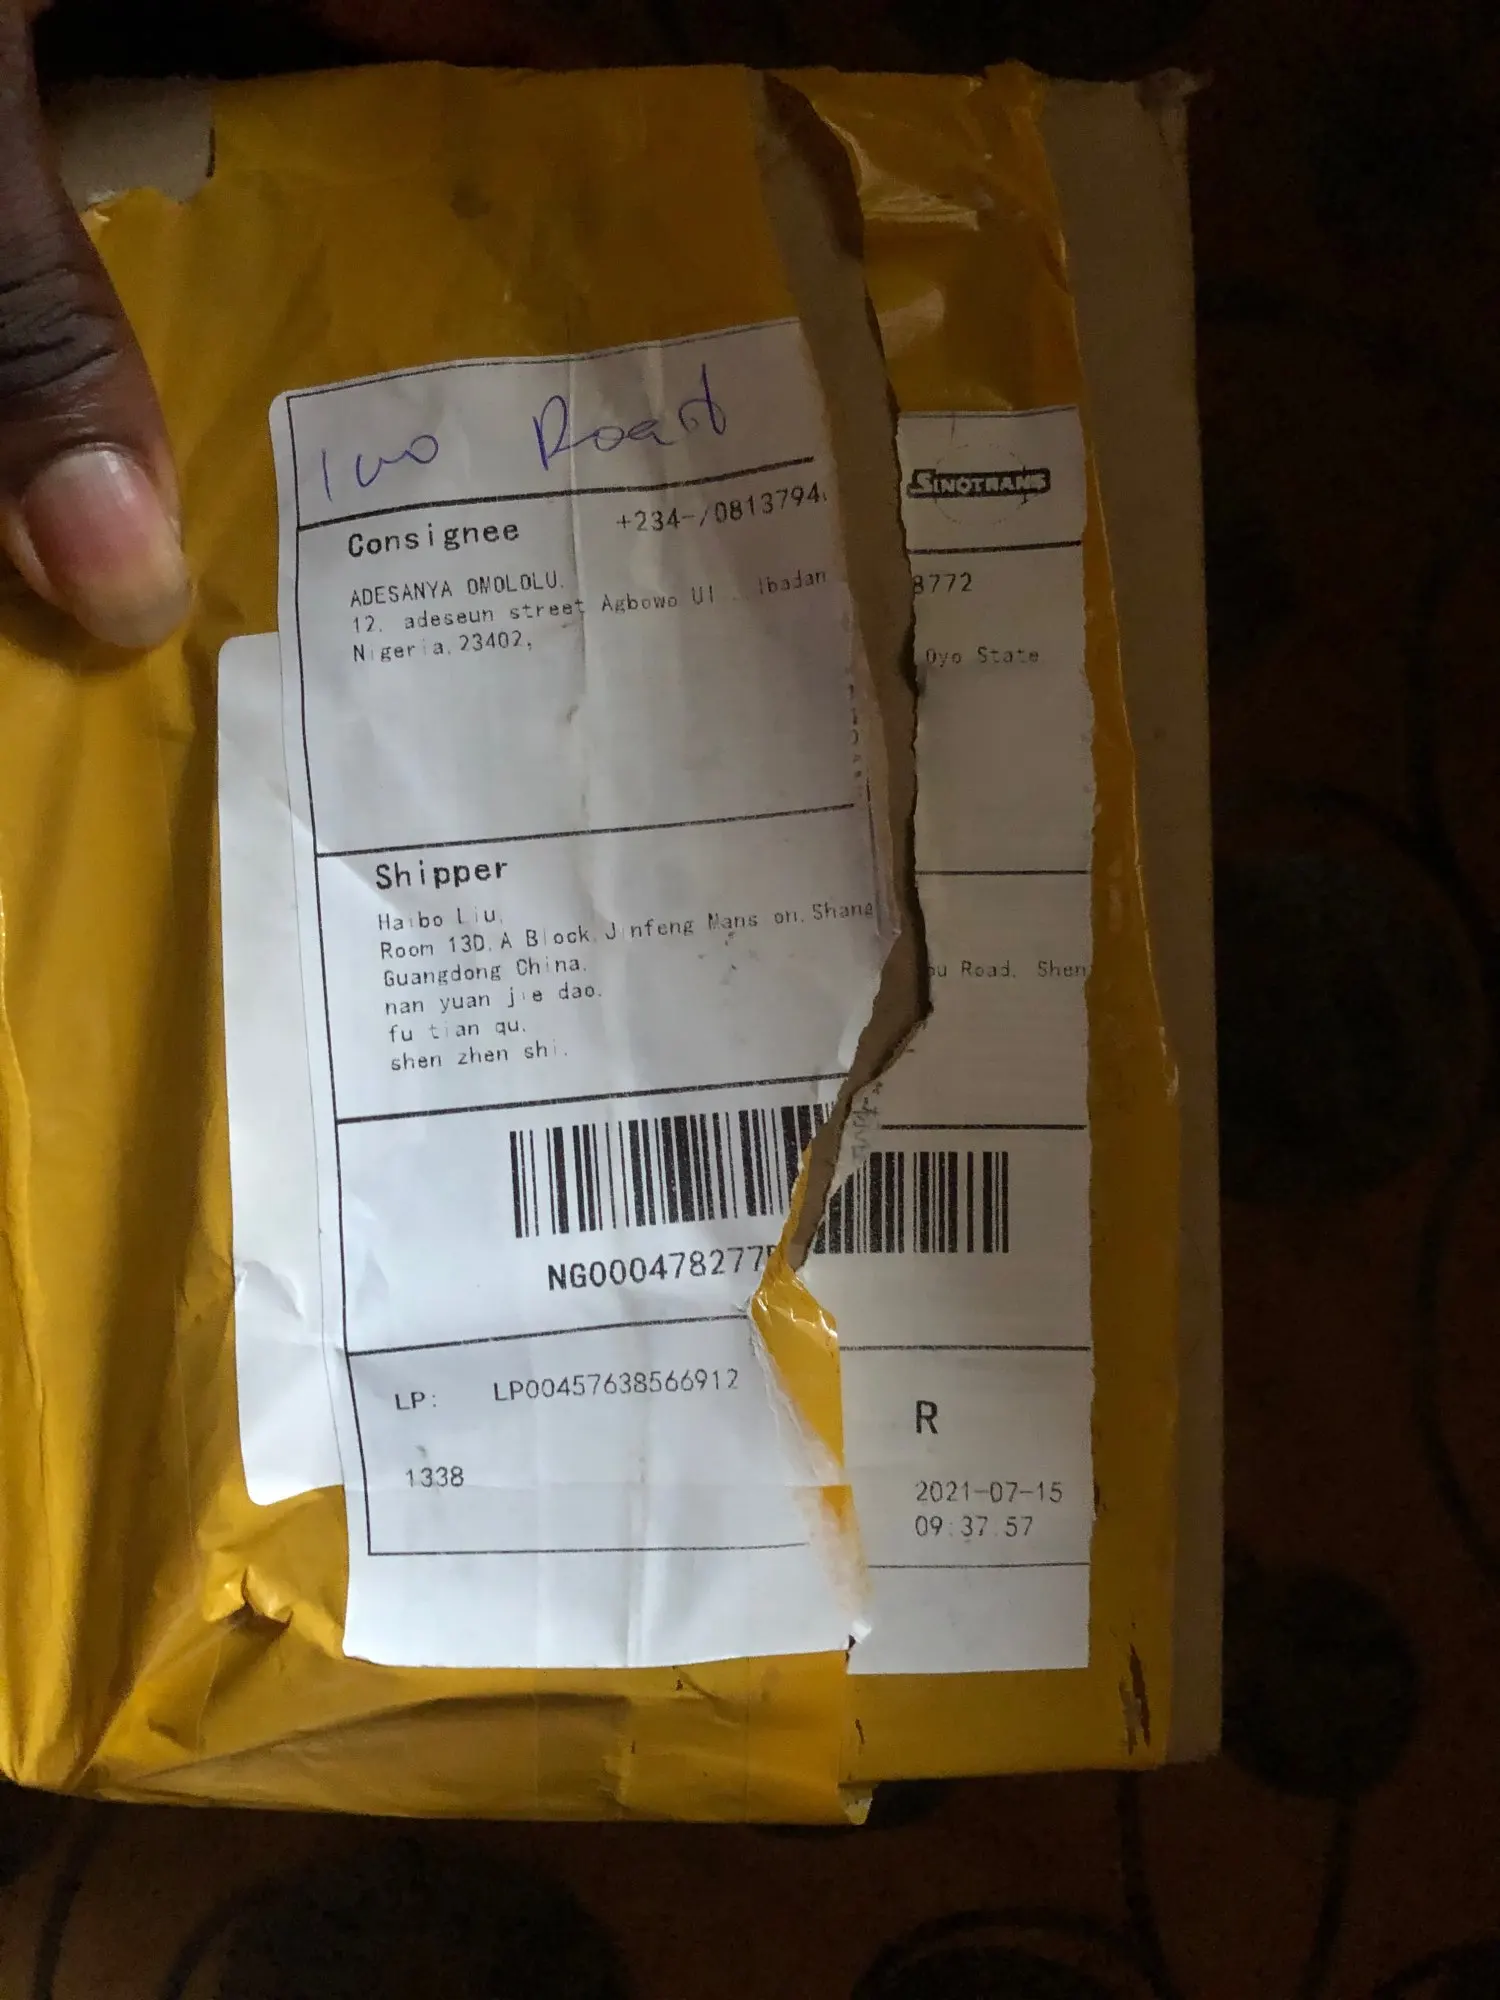 Iwo Road
SINOTRANS
Consignee +234-/0813794 8772
ADESANYA OMOLOLU.
12, adeseun street Agbowo UI Ibadan Oyo State
Nigeria, 23402,
Shipper
Haibo Liu,
Room 13D, A Block, Jinfeng Mansion, Shang ou Road, Shen
Guangdong China,
nan yuan jie dao,
fu tian qu,
shen zhen shi,
NG000478277
LP: LP00457638566912 R
1338 2021-07-15
09:37:57